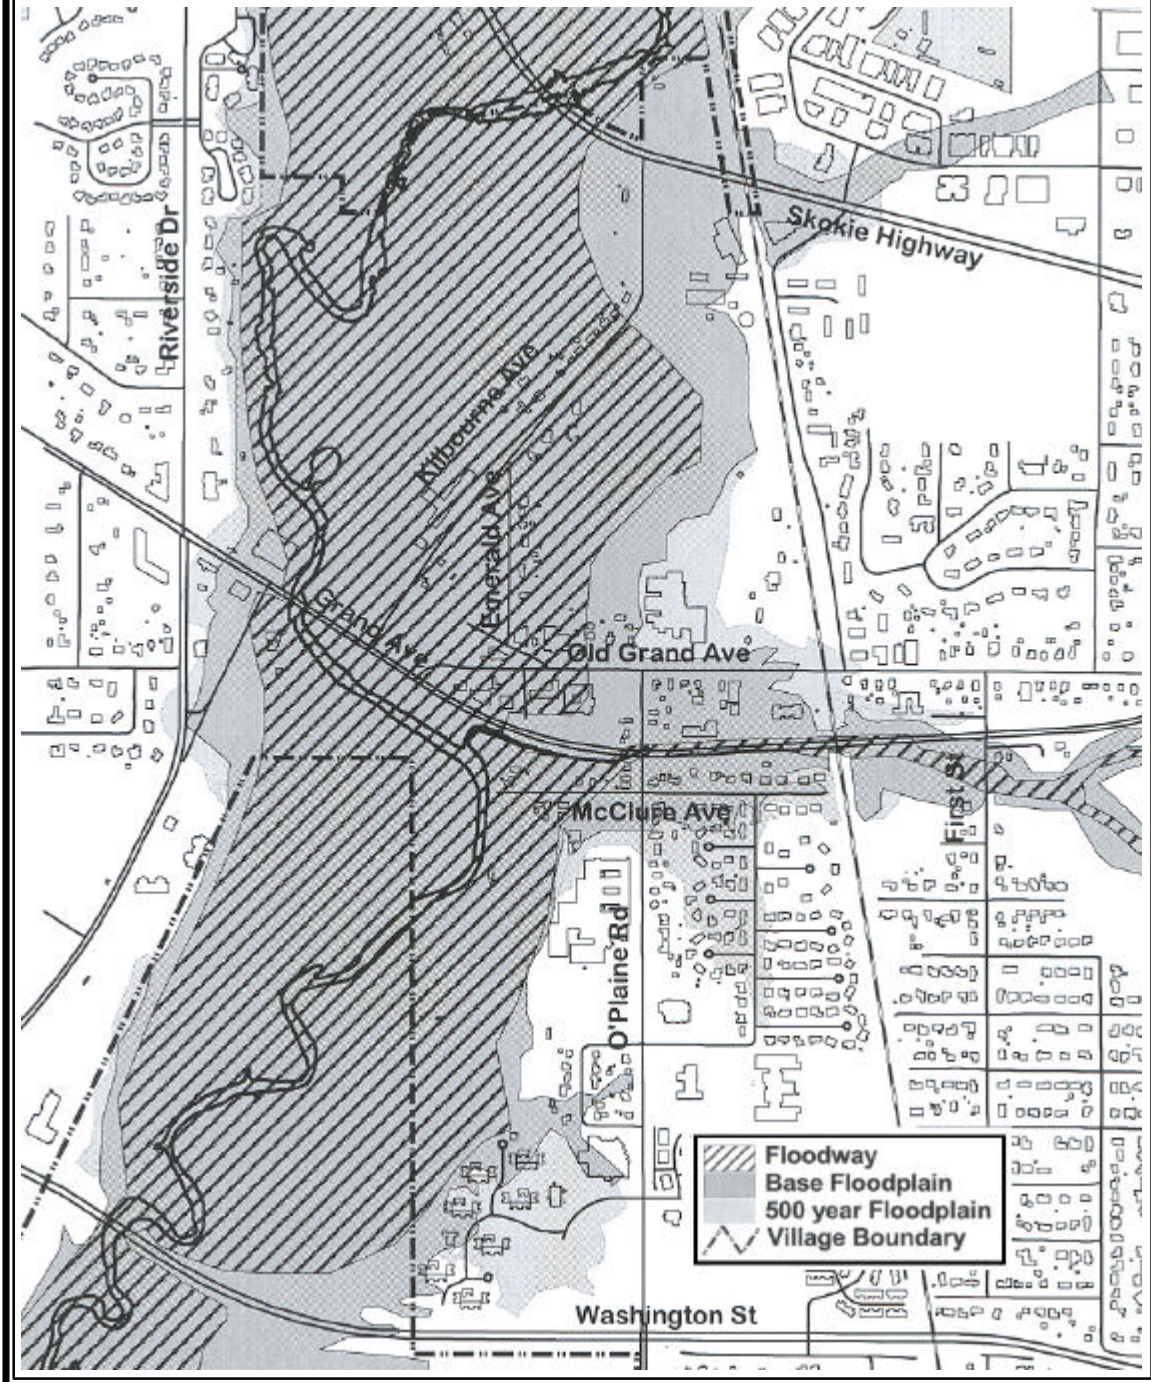 Skokie Highway
Riverside Dr
Kilbourne Ave
Emerald Ave
Grand Ave
Old Grand Ave
First St
McClure Ave
O'Plaine Rd
Floodway
Base Floodplain
500 year Floodplain
Village Boundary
Washington St